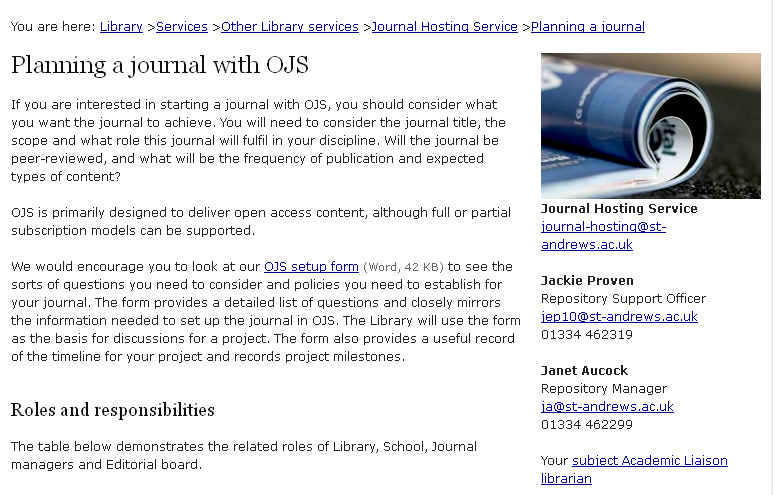 You are here: Library >Services >Other Library services >Journal Hosting Service >Planning a journal
Planning a journal with OJS
If you are interested in starting a journal with OJS, you should consider what
you want the journal to achieve. You will need to consider the journal title, the
scope and what role this journal will fulfil in your discipline. Will the journal be
peer-reviewed, and what will be the frequency of publication and expected
types of content?
OJS is primarily designed to deliver open access content, although full or partial
subscription models can be supported.
We would encourage you to look at our OJS setup form (Word, 42 KB) to see the
sorts of questions you need to consider and policies you need to establish for
your journal. The form provides a detailed list of questions and closely mirrors
the information needed to set up the journal in OJS. The Library will use the form
as the basis for discussions for a project. The form also provides a useful record
of the timeline for your project and records project milestones.
Roles and responsibilities
The table below demonstrates the related roles of Library, School, Journal
managers and Editorial board.
Journal Hosting Service
journal-hosting@st-
andrews.ac.uk
Jackie Proven
Repository Support Officer
jep10@st-andrews.ac.uk
01334 462319
Janet Aucock
Repository Manager
ja@st-andrews.ac.uk
01334 462299
Your subject Academic Liaison
librarian